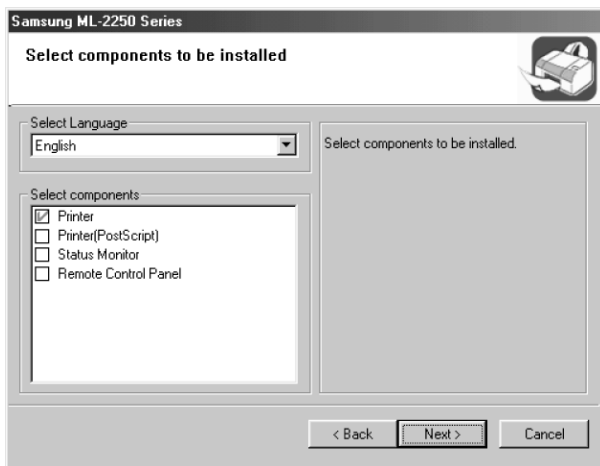 Samsung ML-2250 Series
Select components to be installed
Select Language
English
Select components to be installed.
Select components
Printer
Printer(PostScript)
Status Monitor
Remote Control Panel
< Back
Next >
Cancel